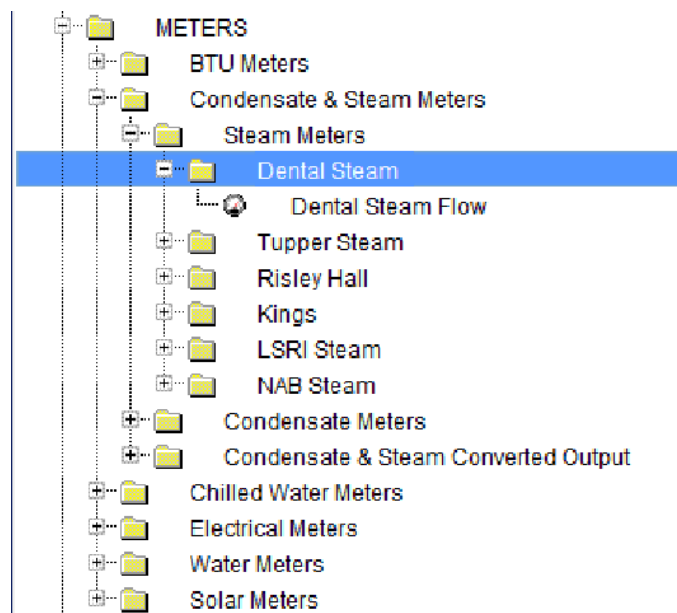 METERS
BTU Meters
Condensate & Steam Meters
Steam Meters
Dental Steam
Dental Steam Flow
Tupper Steam
Risley Hall
Kings
LSRI Steam
NAB Steam
Condensate Meters
Condensate & Steam Converted Output
Chilled Water Meters
Electrical Meters
Water Meters
Solar Meters